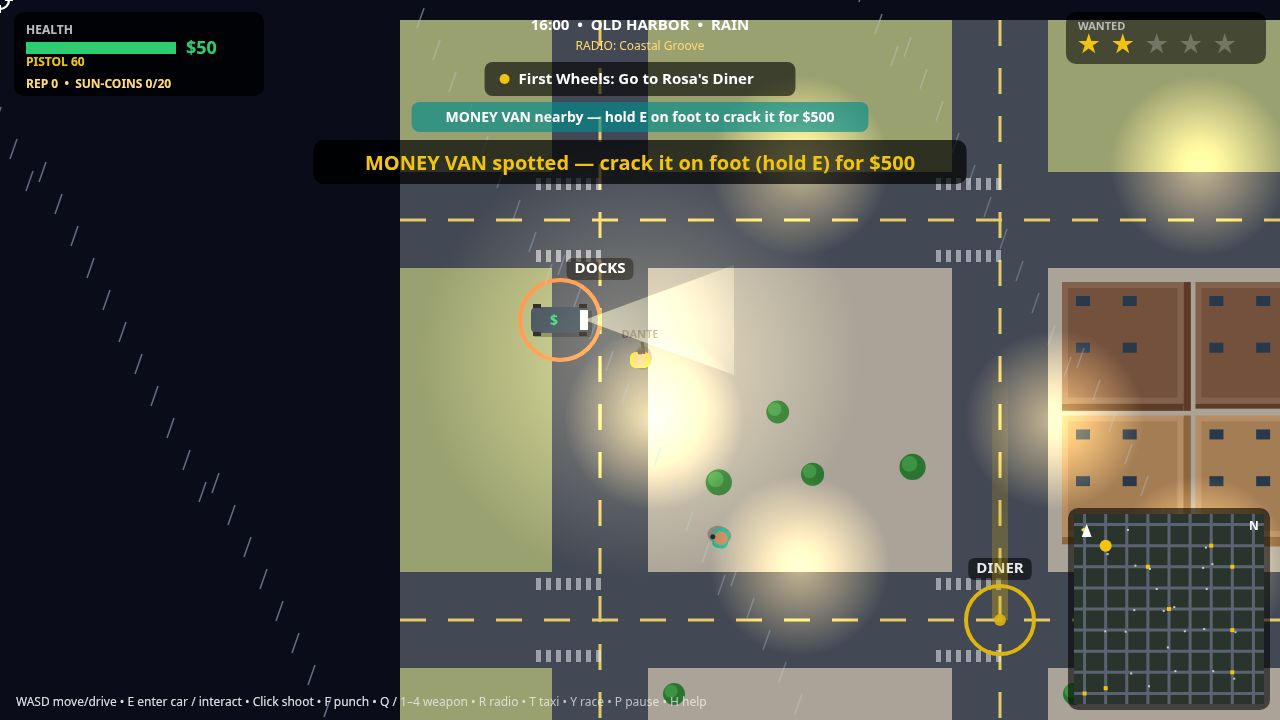 HEALTH
$50
PISTOL 60
REP 0 • SUN-COINS 0/20
16:00 • OLD HARBOR • RAIN
RADIO: Coastal Groove
First Wheels: Go to Rosa's Diner
MONEY VAN nearby — hold E on foot to crack it for $500
MONEY VAN spotted — crack it on foot (hold E) for $500
WANTED
DOCKS
$
DANTE
DINER
N
WASD move/drive • E enter car / interact • Click shoot • F punch • Q / 1–4 weapon • R radio • T taxi • Y race • P pause • H help